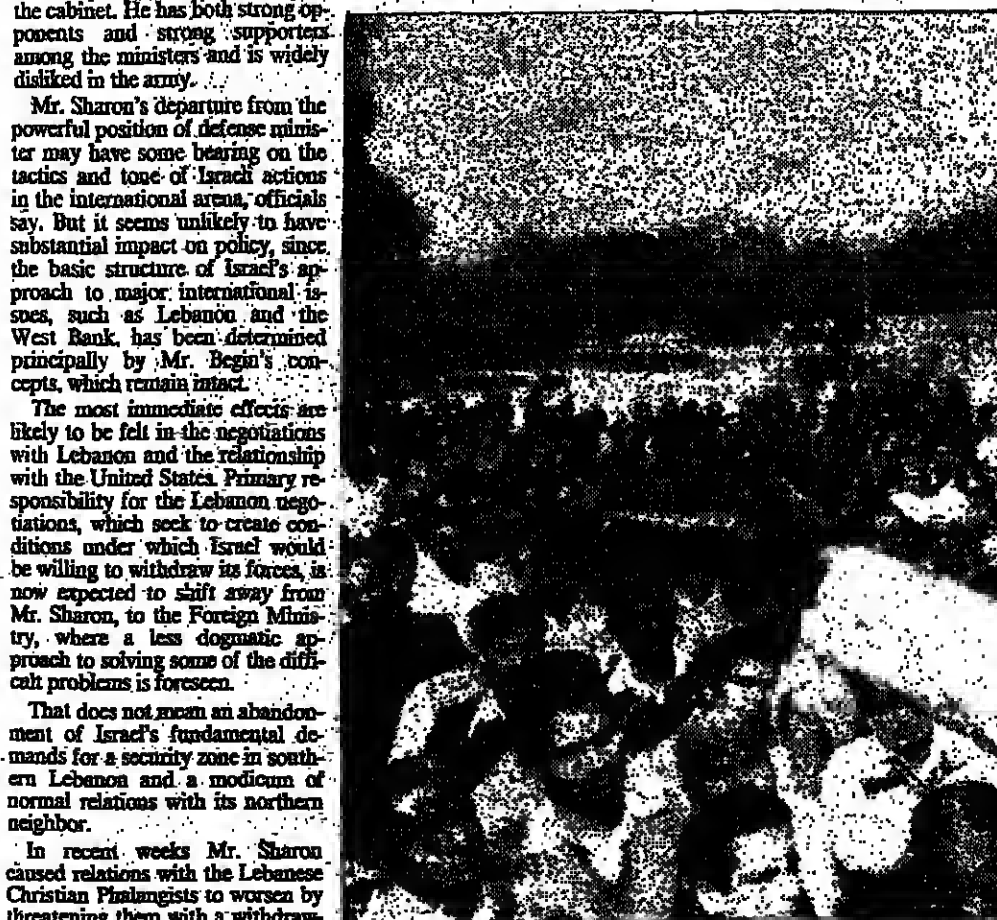 the cabinet. He has both strong op-
ponents and strong supporters
among the ministers and is widely
disliked in the army.
Mr. Sharon's departure from the
powerful position of defense minis-
ter may have some bearing on the
tactics and tone of Israeli actions
in the international arena, officials
say. But it seems unlikely to have
substantial impact on policy, since
the basic structure of Israel's ap-
proach to major international is-
sues, such as Lebanon and the
West Bank, has been determined
principally by Mr. Begin's con-
cepts, which remain intact.
The most immediate effects are
likely to be felt in the negotiations
with Lebanon and the relationship
with the United States. Primary re-
sponsibility for the Lebanon nego-
tiations, which seek to create con-
ditions under which Israel would
be willing to withdraw its forces, is
now expected to shift away from
Mr. Sharon, to the Foreign Minis-
try, where a less dogmatic ap-
proach to solving some of the diffi-
cult problems is foreseen.
That does not mean an abandon-
ment of Israel's fundamental de-
mands for a security zone in south-
ern Lebanon and a modicum of
normal relations with its northern
neighbor.
In recent weeks Mr. Sharon
caused relations with the Lebanese
Christian Phalangists to worsen by
threatening them with a withdraw-